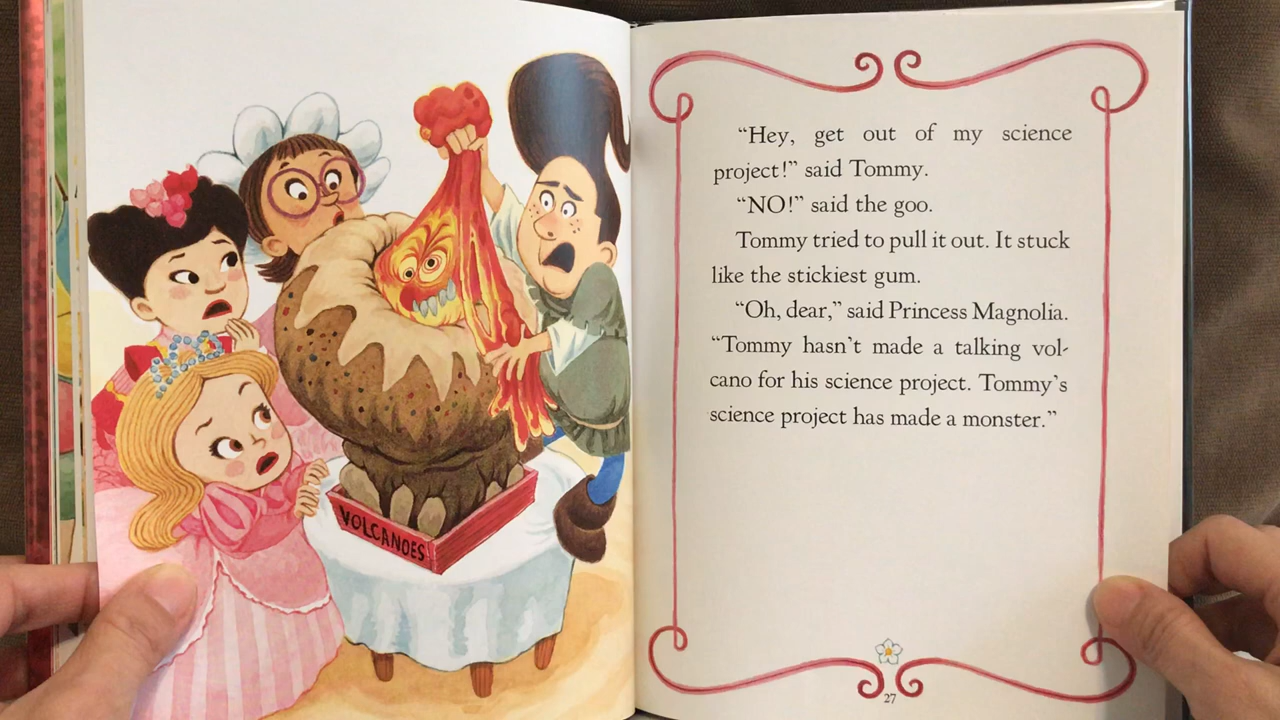 VOLCANOES
“Hey, get out of my science
project!” said Tommy.
“NO!” said the goo.
Tommy tried to pull it out. It stuck
like the stickiest gum.
“Oh, dear,” said Princess Magnolia.
“Tommy hasn’t made a talking vol-
cano for his science project. Tommy’s
science project has made a monster.”
27